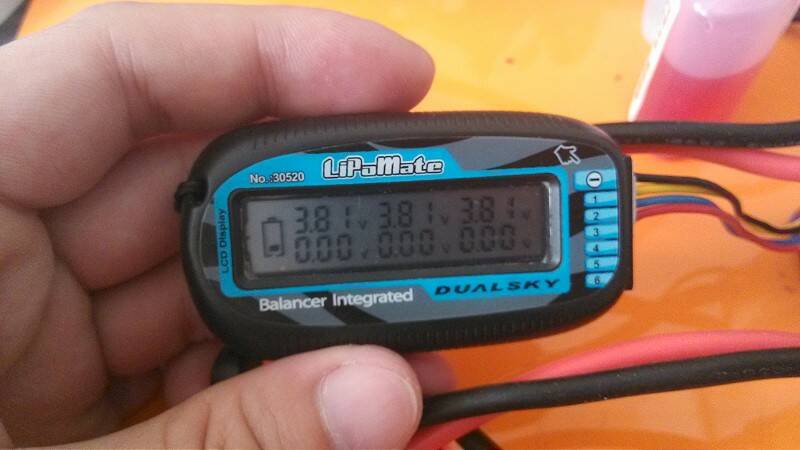 No.:30520 LiPoMate
LCD Display
3.81V 3.81V 3.81V
0.00V 0.00V 0.00V
Balancer Integrated DUALSKY
1
2
3
4
5
6